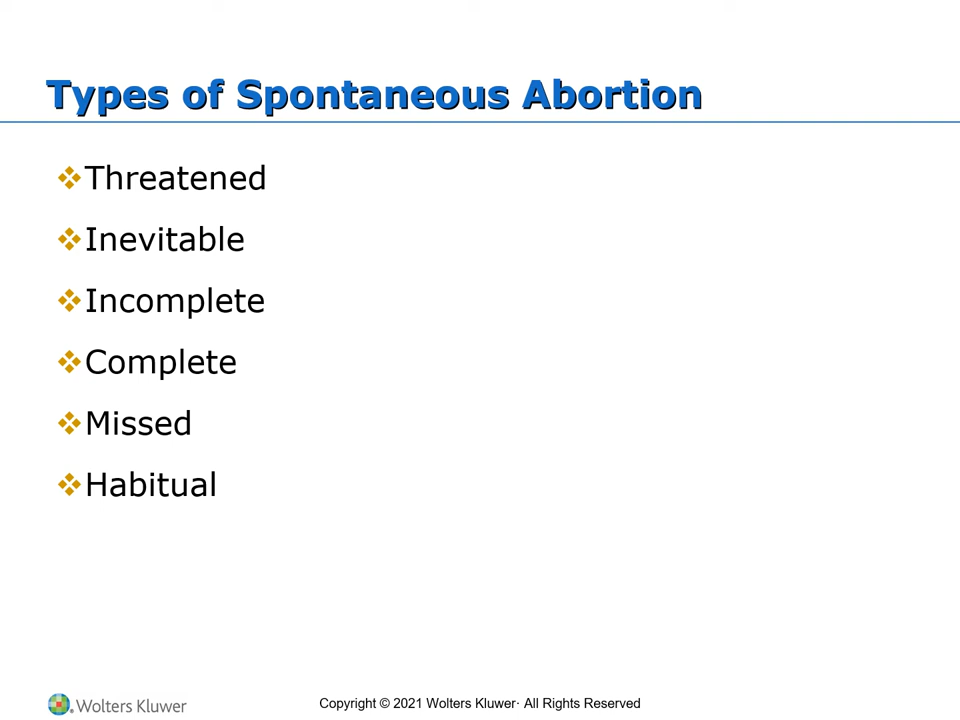 Types of Spontaneous Abortion
❖Threatened
❖Inevitable
❖Incomplete
❖Complete
❖Missed
❖Habitual
Wolters Kluwer
Copyright © 2021 Wolters Kluwer· All Rights Reserved